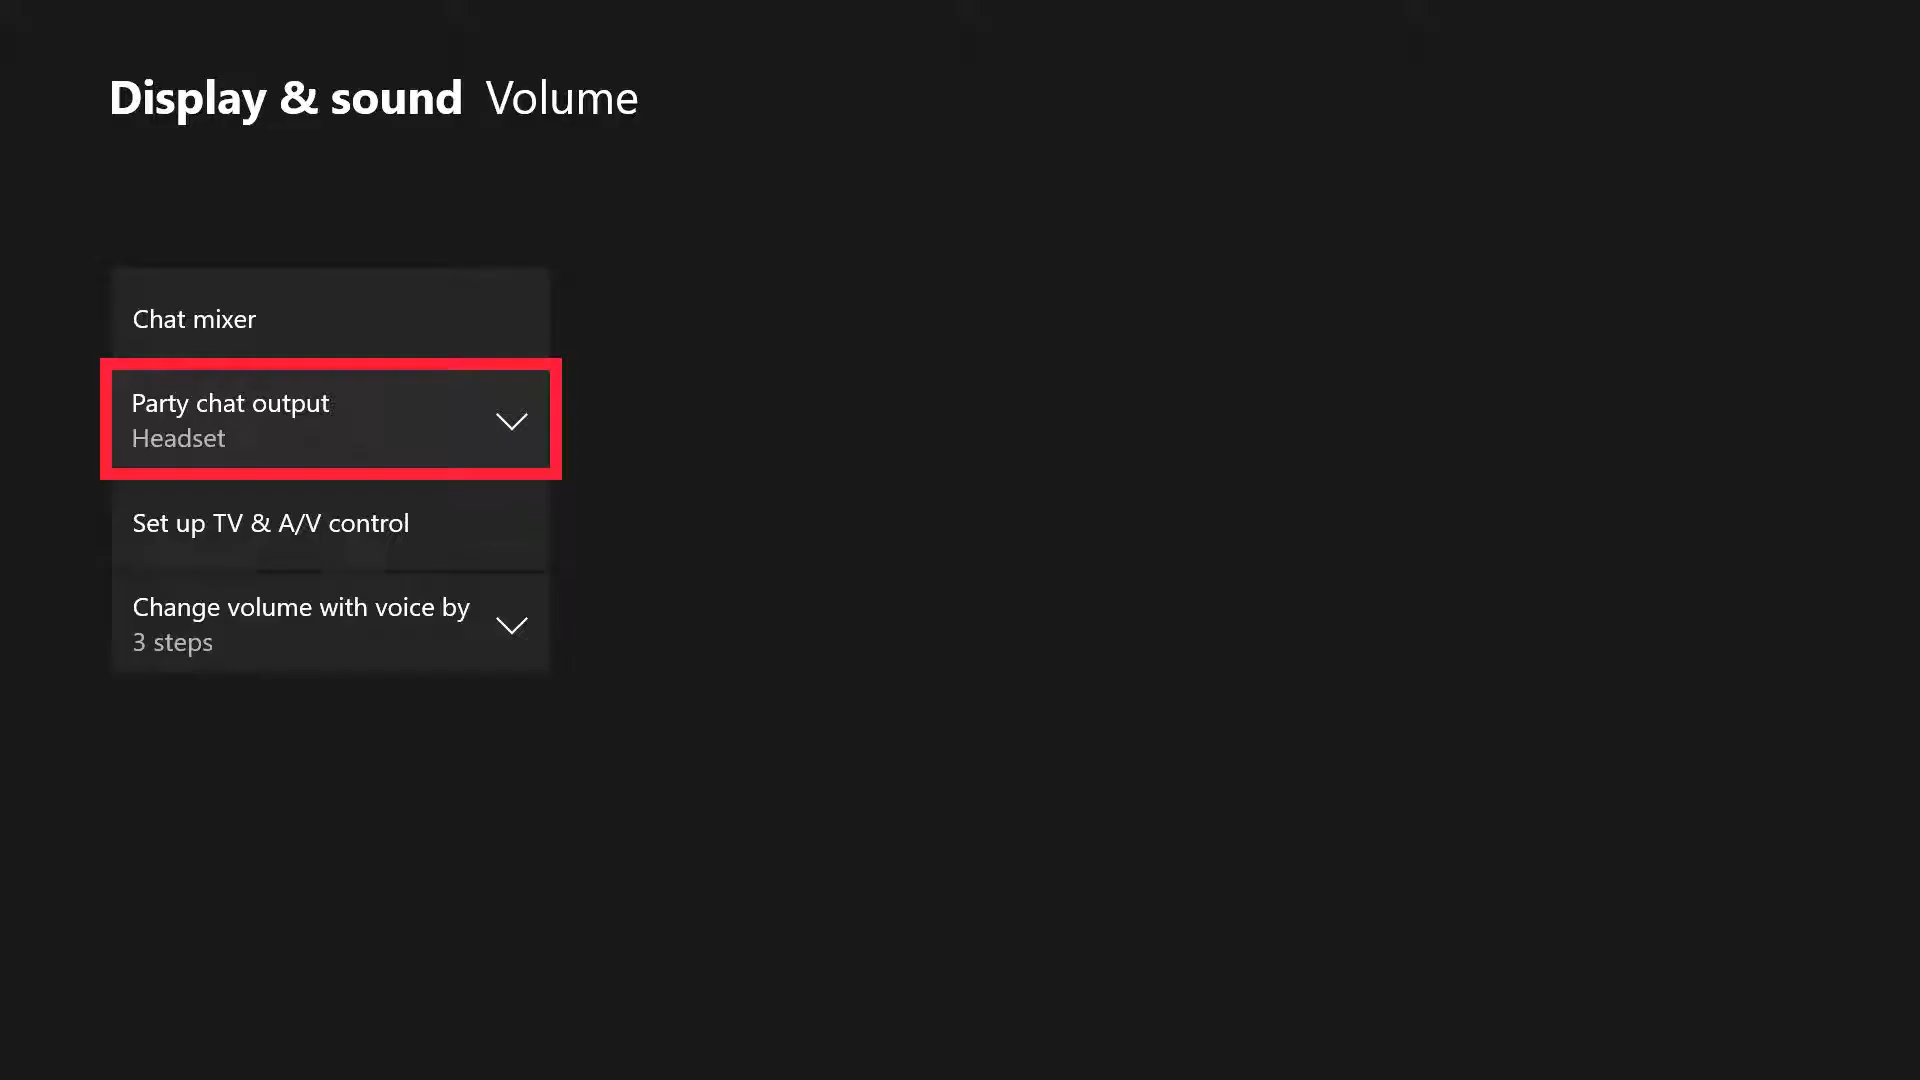 Display & sound Volume
Chat mixer
Party chat output
Headset
Set up TV & A/V control
Change volume with voice by
3 steps